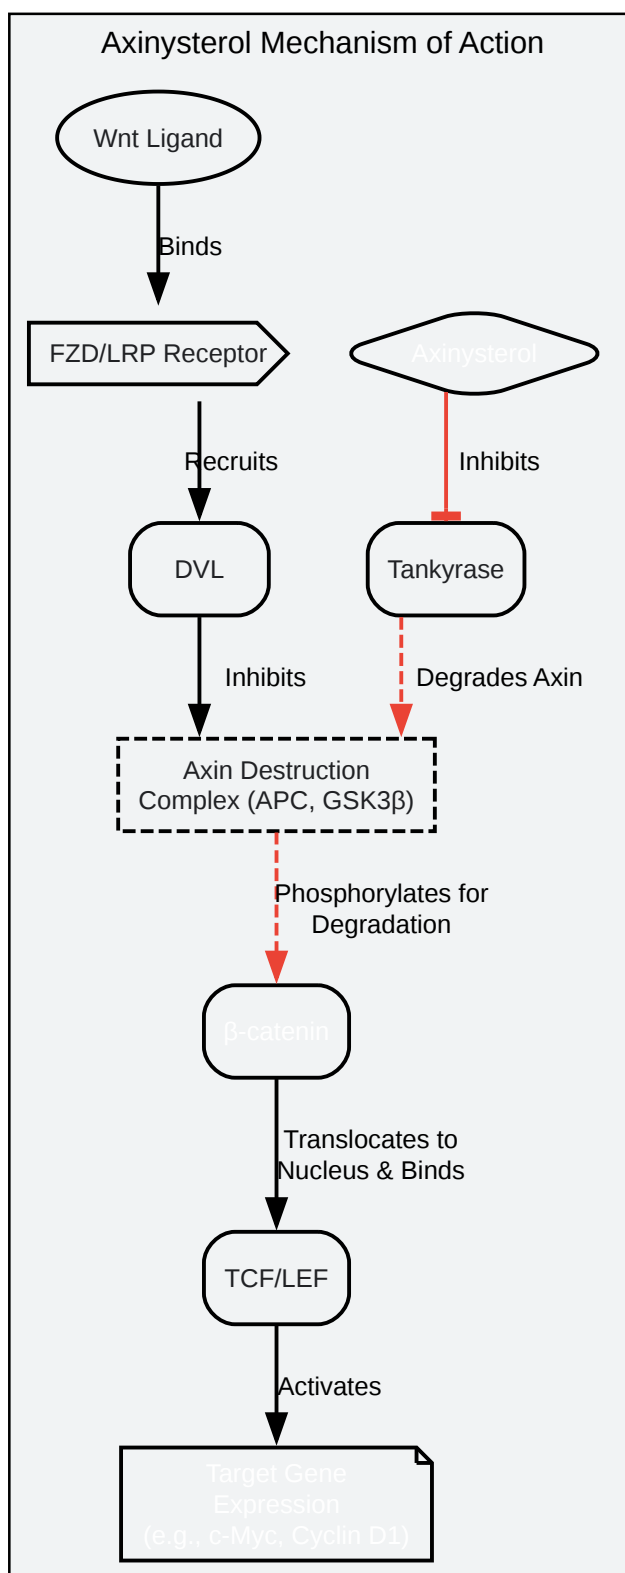 Axinysterol Mechanism of Action
Wnt Ligand
Binds
FZD/LRP Receptor
Axinysterol
Recruits
Inhibits
DVL
Tankyrase
Inhibits
Degrades Axin
Axin Destruction
Complex (APC, GSK3β)
Phosphorylates for
Degradation
β-catenin
Translocates to
Nucleus & Binds
TCF/LEF
Activates
Target Gene
Expression
(e.g., c-Myc, Cyclin D1)